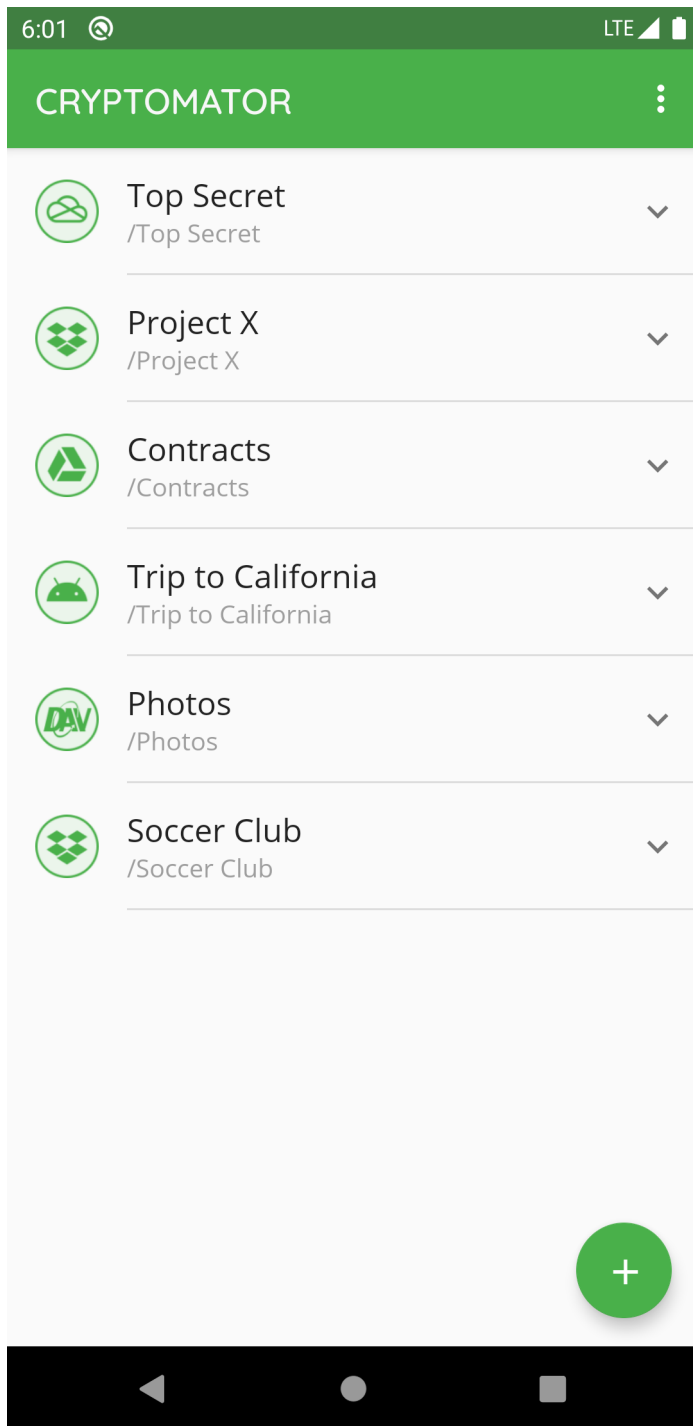 6:01 LTE
CRYPTOMATOR
Top Secret
/Top Secret
Project X
/Project X
Contracts
/Contracts
Trip to California
/Trip to California
DAV
Photos
/Photos
Soccer Club
/Soccer Club